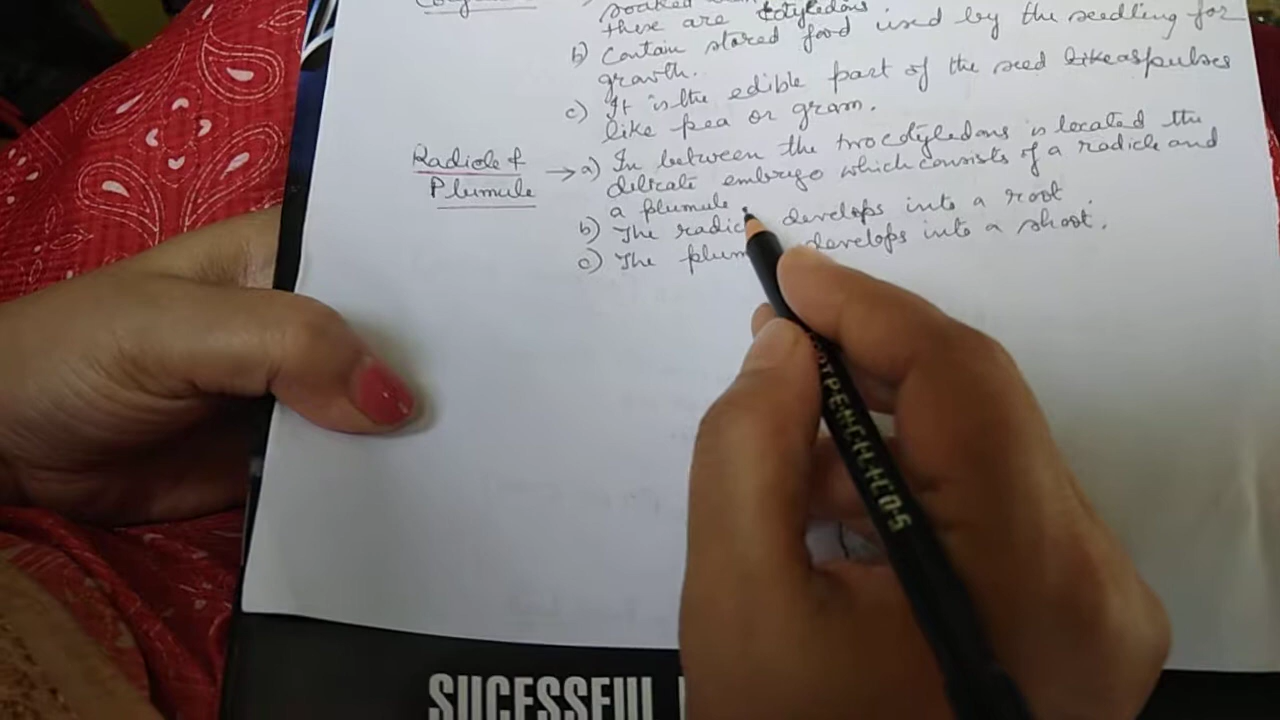 soaked
these are cotyledons
b) Contain stored food used by the seedling for
growth.
c) It is the edible part of the seed like as pulses
like pea or gram.
Radicle &
Plumule
→ a) In between the two cotyledons is located the
delicate embryo which consists of a radicle and
a plumule.
b) The radic develops into a root
c) The plum develops into a shoot.
PENCIL
SUCESSFUL